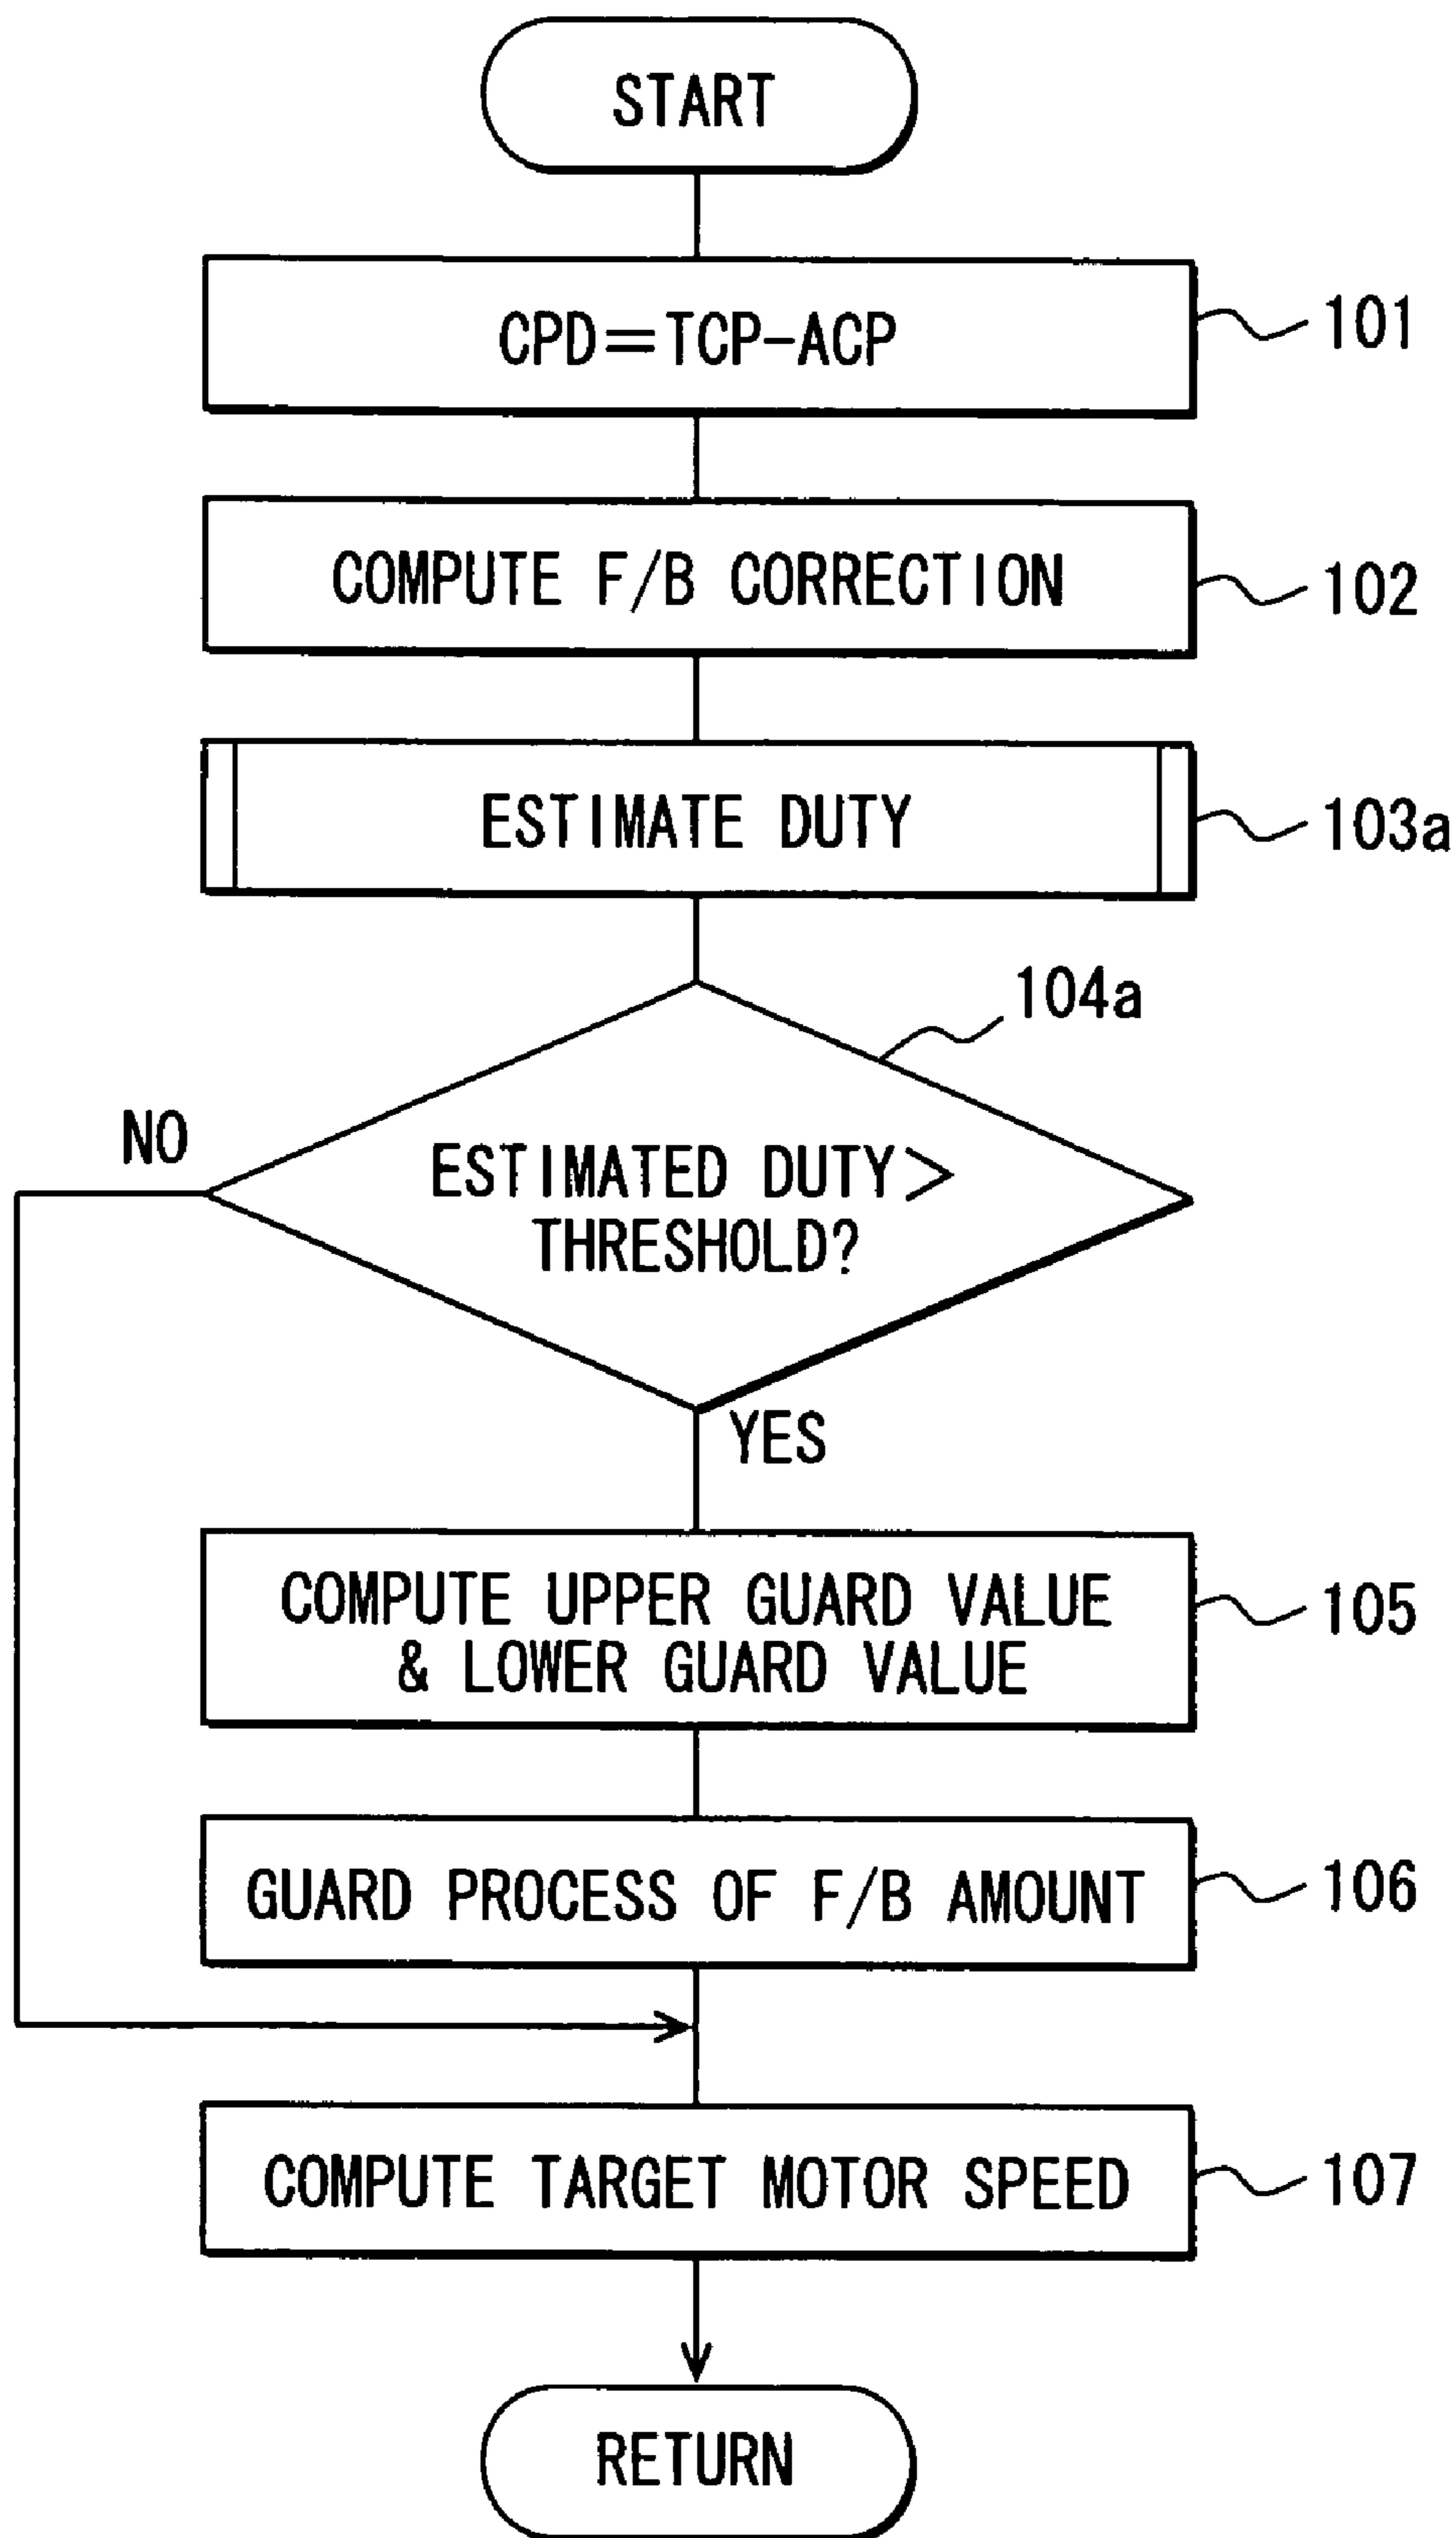 START
CPD=TCP-ACP
101
COMPUTE F/B CORRECTION
102
ESTIMATE DUTY
103a
104a
NO
ESTIMATED DUTY>
THRESHOLD?
YES
COMPUTE UPPER GUARD VALUE
& LOWER GUARD VALUE
105
GUARD PROCESS OF F/B AMOUNT
106
COMPUTE TARGET MOTOR SPEED
107
RETURN